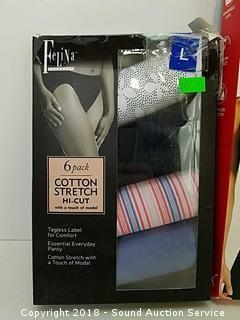 Felina
L
6 pack
COTTON
STRETCH
HI-CUT
with a touch of modal
Tagless Label
for Comfort
Essential Everyday
Panty
Cotton Stretch with
a Touch of Modal
Copyright 2018 - Sound Auction Service